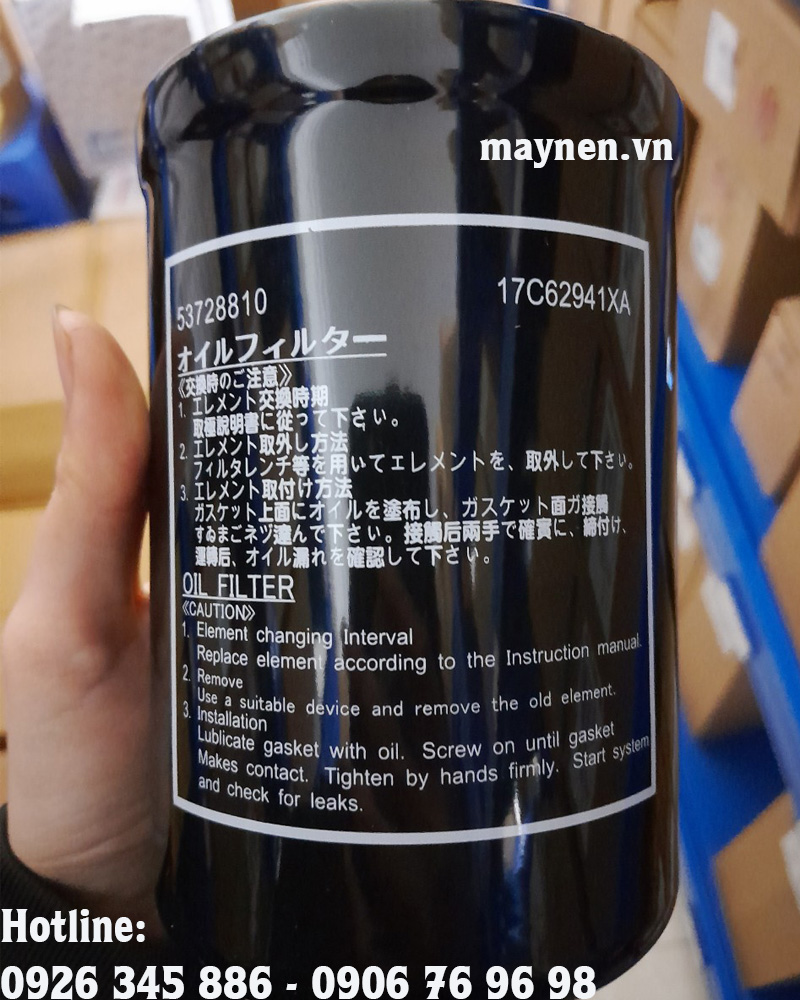 maynen.vn
53728810 17C62941XA
オイルフィルター
《交換時のご注意》
1. エレメント交換時期
取種說明書に従って下さい。
2. エレメント取外し方法
フィルタレンチ等を用いてエレメントを、取外して下さい。
3. エレメント取付け方法
ガスケット上面にオイルを塗布し、ガスケット面ガ接觸
すゐまごネヅ進んで下さい。接觸后兩手で確實に、締付け、
運轉后、オイル漏れを確認して下さい。
OIL FILTER
《CAUTION》
1. Element changing Interval
Replace element according to the Instruction manual.
2. Remove
Use a suitable device and remove the old element.
3. Installation
Lublicate gasket with oil. Screw on until gasket
Makes contact. Tighten by hands firmly. Start system
and check for leaks.
Hotline:
0926 345 886 - 0906 76 96 98